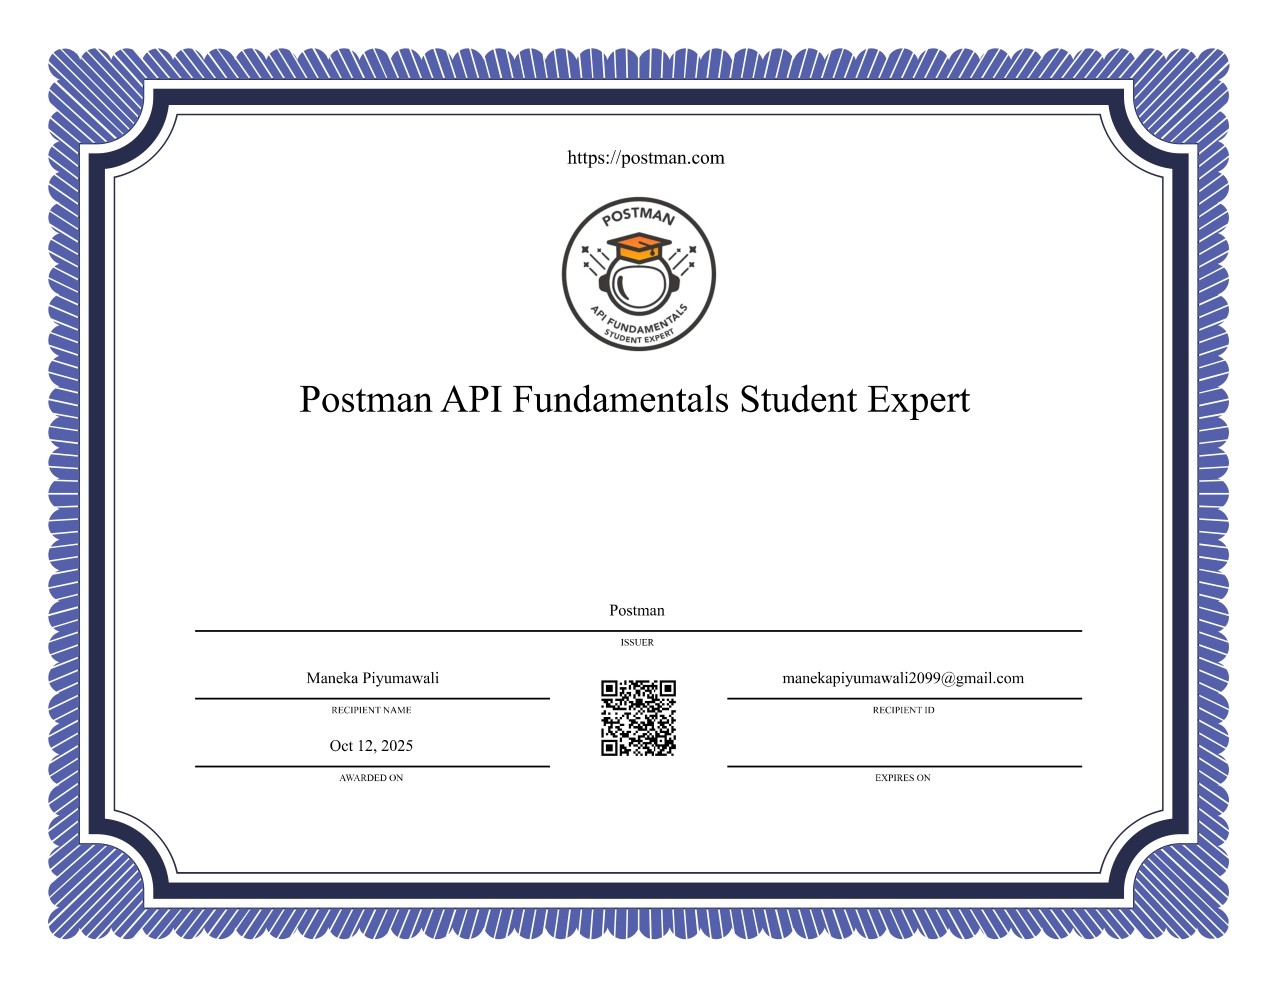 https://postman.com
POSTMAN
API FUNDAMENTALS
STUDENT EXPERT
Postman API Fundamentals Student Expert
Postman
ISSUER
Maneka Piyumawali
RECIPIENT NAME
manekapiyumawali2099@gmail.com
RECIPIENT ID
Oct 12, 2025
AWARDED ON
EXPIRES ON